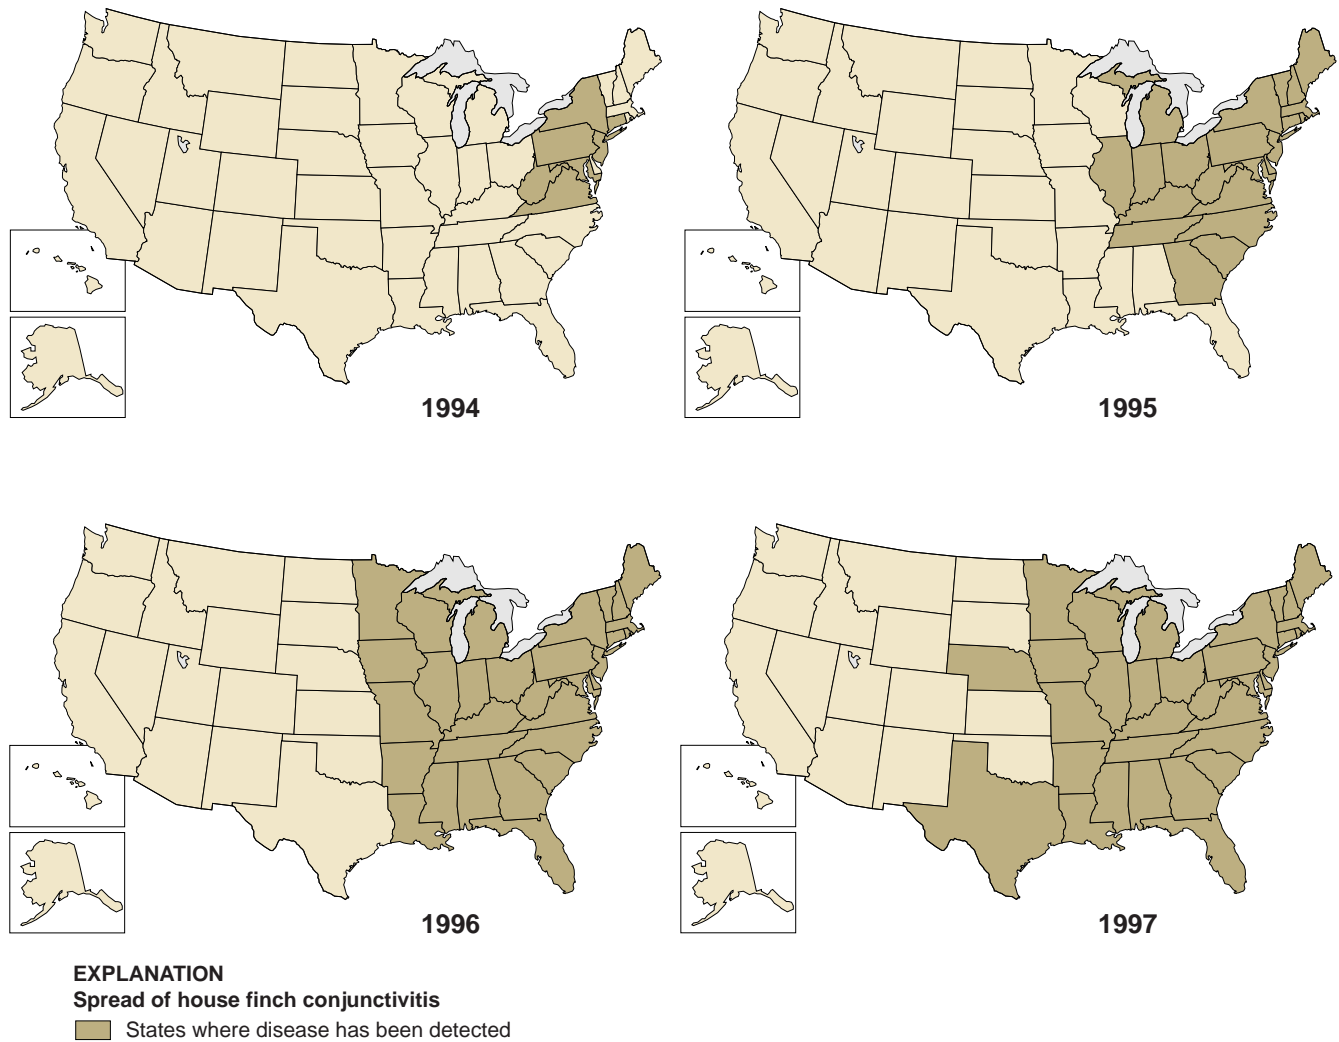 1994
1995
1996
1997
EXPLANATION
Spread of house finch conjunctivitis
States where disease has been detected